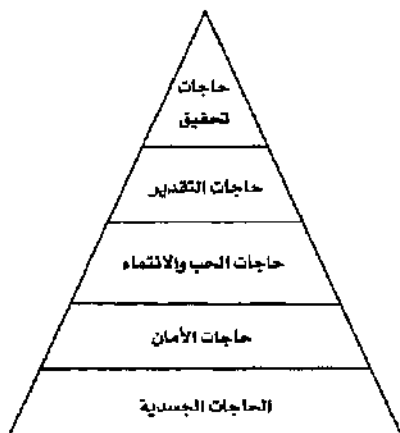 حاجات
تحقيق
حاجات التقدير
حاجات الحب والانتماء
حاجات الأمان
الحاجات الجسدية